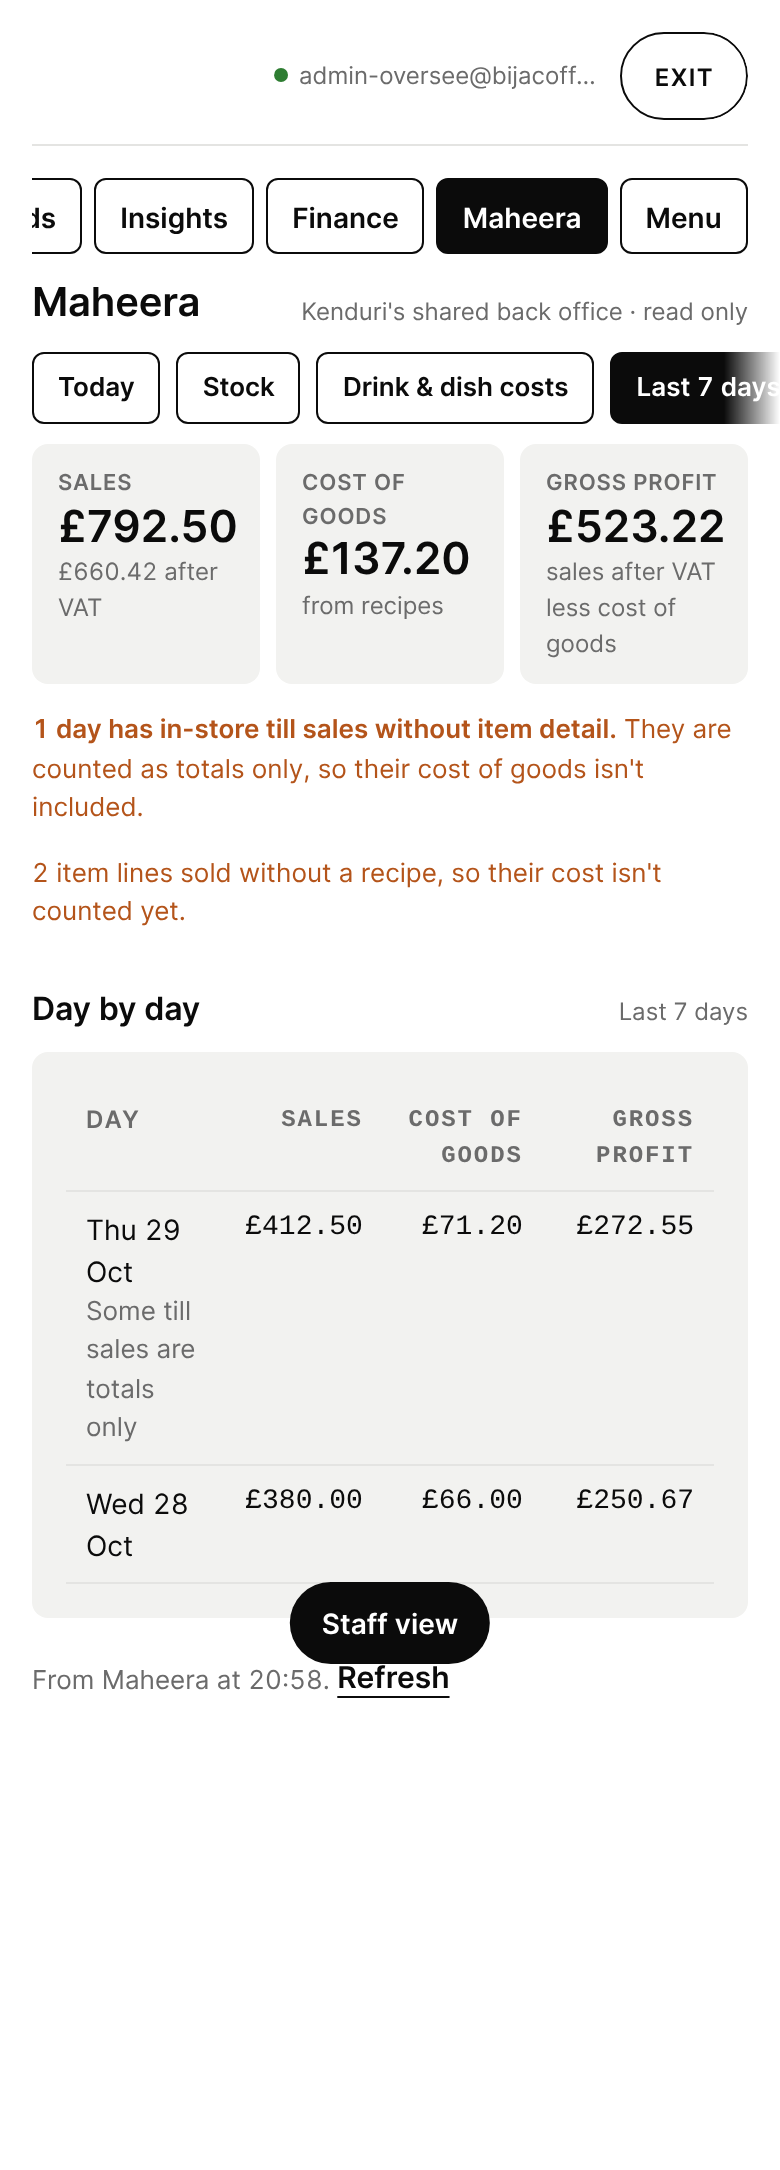 admin-oversee@bijacoff...
EXIT
ds
Insights
Finance
Maheera
Menu
Maheera
Kenduri's shared back office · read only
Today
Stock
Drink & dish costs
Last 7 days
SALES
£792.50
£660.42 after
VAT
COST OF
GOODS
£137.20
from recipes
GROSS PROFIT
£523.22
sales after VAT
less cost of
goods
1 day has in-store till sales without item detail. They are
counted as totals only, so their cost of goods isn't
included.
2 item lines sold without a recipe, so their cost isn't
counted yet.
Day by day
Last 7 days
DAY
SALES
COST OF
GOODS
GROSS
PROFIT
Thu 29
Oct
Some till
sales are
totals
only
£412.50
£71.20
£272.55
Wed 28
Oct
£380.00
£66.00
£250.67
Staff view
From Maheera at 20:58. Refresh